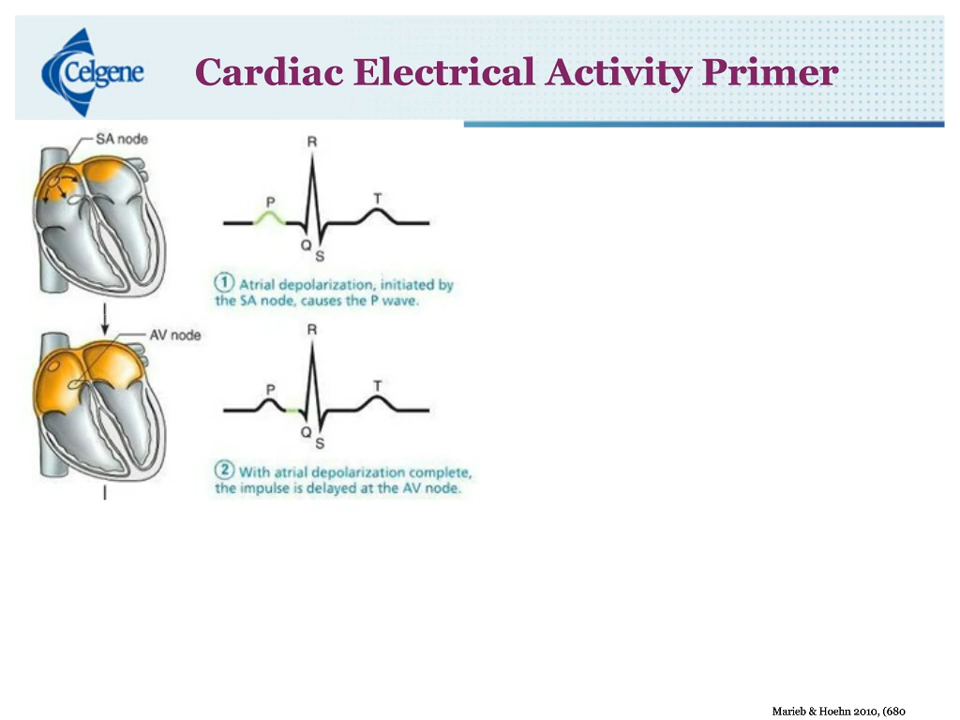 Celgene
Cardiac Electrical Activity Primer
SA node
R
P
T
Q
S
① Atrial depolarization, initiated by
the SA node, causes the P wave.
AV node
R
P
T
Q
S
② With atrial depolarization complete,
the impulse is delayed at the AV node.
Marieb & Hoehn 2010, (680